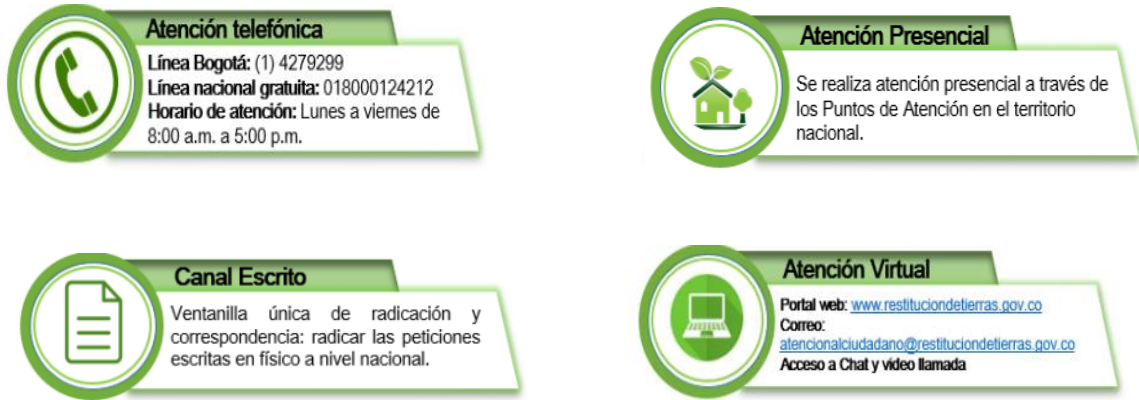 Atención telefónica
Línea Bogotá: (1) 4279299
Línea nacional gratuita: 018000124212
Horario de atención: Lunes a viernes de
8:00 a.m. a 5:00 p.m.
Atención Presencial
Se realiza atención presencial a través de
los Puntos de Atención en el territorio
nacional.
Canal Escrito
Ventanilla única de radicación y
correspondencia: radicar las peticiones
escritas en físico a nivel nacional.
Atención Virtual
Portal web: www.restituciondetierras.gov.co
Correo:
atencionalciudadano@restituciondetierras.gov.co
Acceso a Chat y video llamada